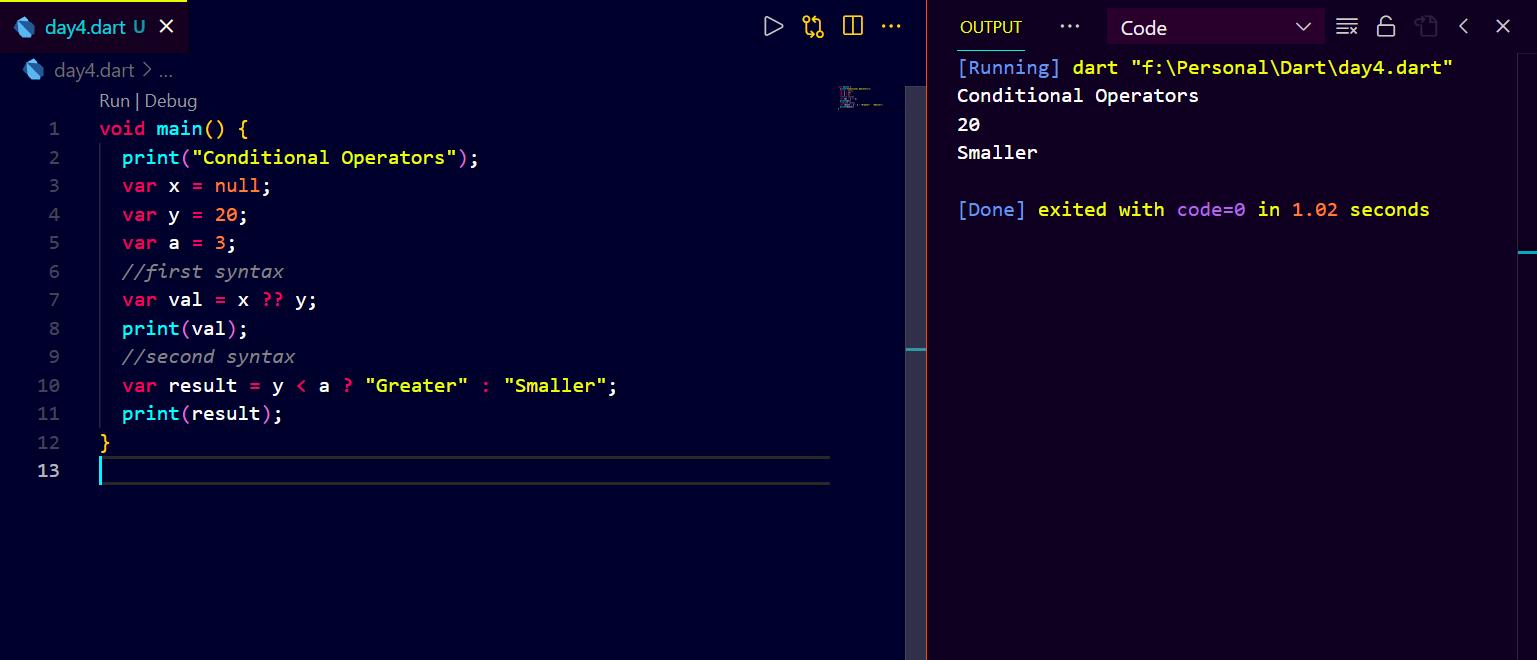 day4.dart U
day4.dart > ...
Run | Debug
1 void main() {
2 print("Conditional Operators");
3 var x = null;
4 var y = 20;
5 var a = 3;
6 //first syntax
7 var val = x ?? y;
8 print(val);
9 //second syntax
10 var result = y < a ? "Greater" : "Smaller";
11 print(result);
12 }
13
OUTPUT ... Code
[Running] dart "f:\Personal\Dart\day4.dart"
Conditional Operators
20
Smaller
[Done] exited with code=0 in 1.02 seconds